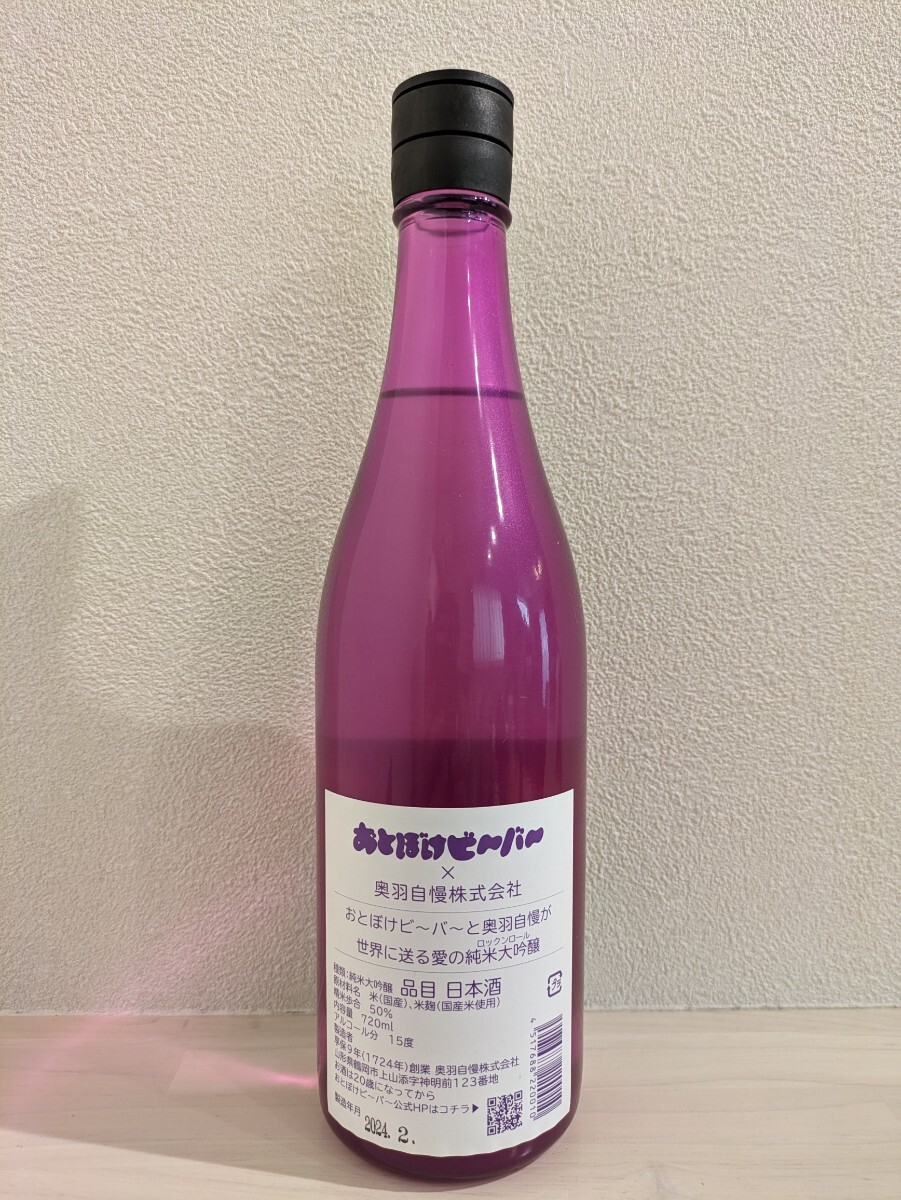 おとぼけビ〜バ〜
×
奥羽自慢株式会社
おとぼけビ〜バ〜と奥羽自慢が
ロックンロール
世界に送る愛の純米大吟醸
種類:純米大吟醸 品目 日本酒
原材料名 米(国産)、米麹(国産米使用)
精米歩合 50%
内容量 720ml
アルコール分 15度
製造者
享保9年(1724年)創業 奥羽自慢株式会社
山形県鶴岡市上山添字神明前123番地
お酒は20歳になってから
おとぼけビ〜バ〜公式HPはコチラ▶
製造年月 2024. 2.
プラ
4517688220010